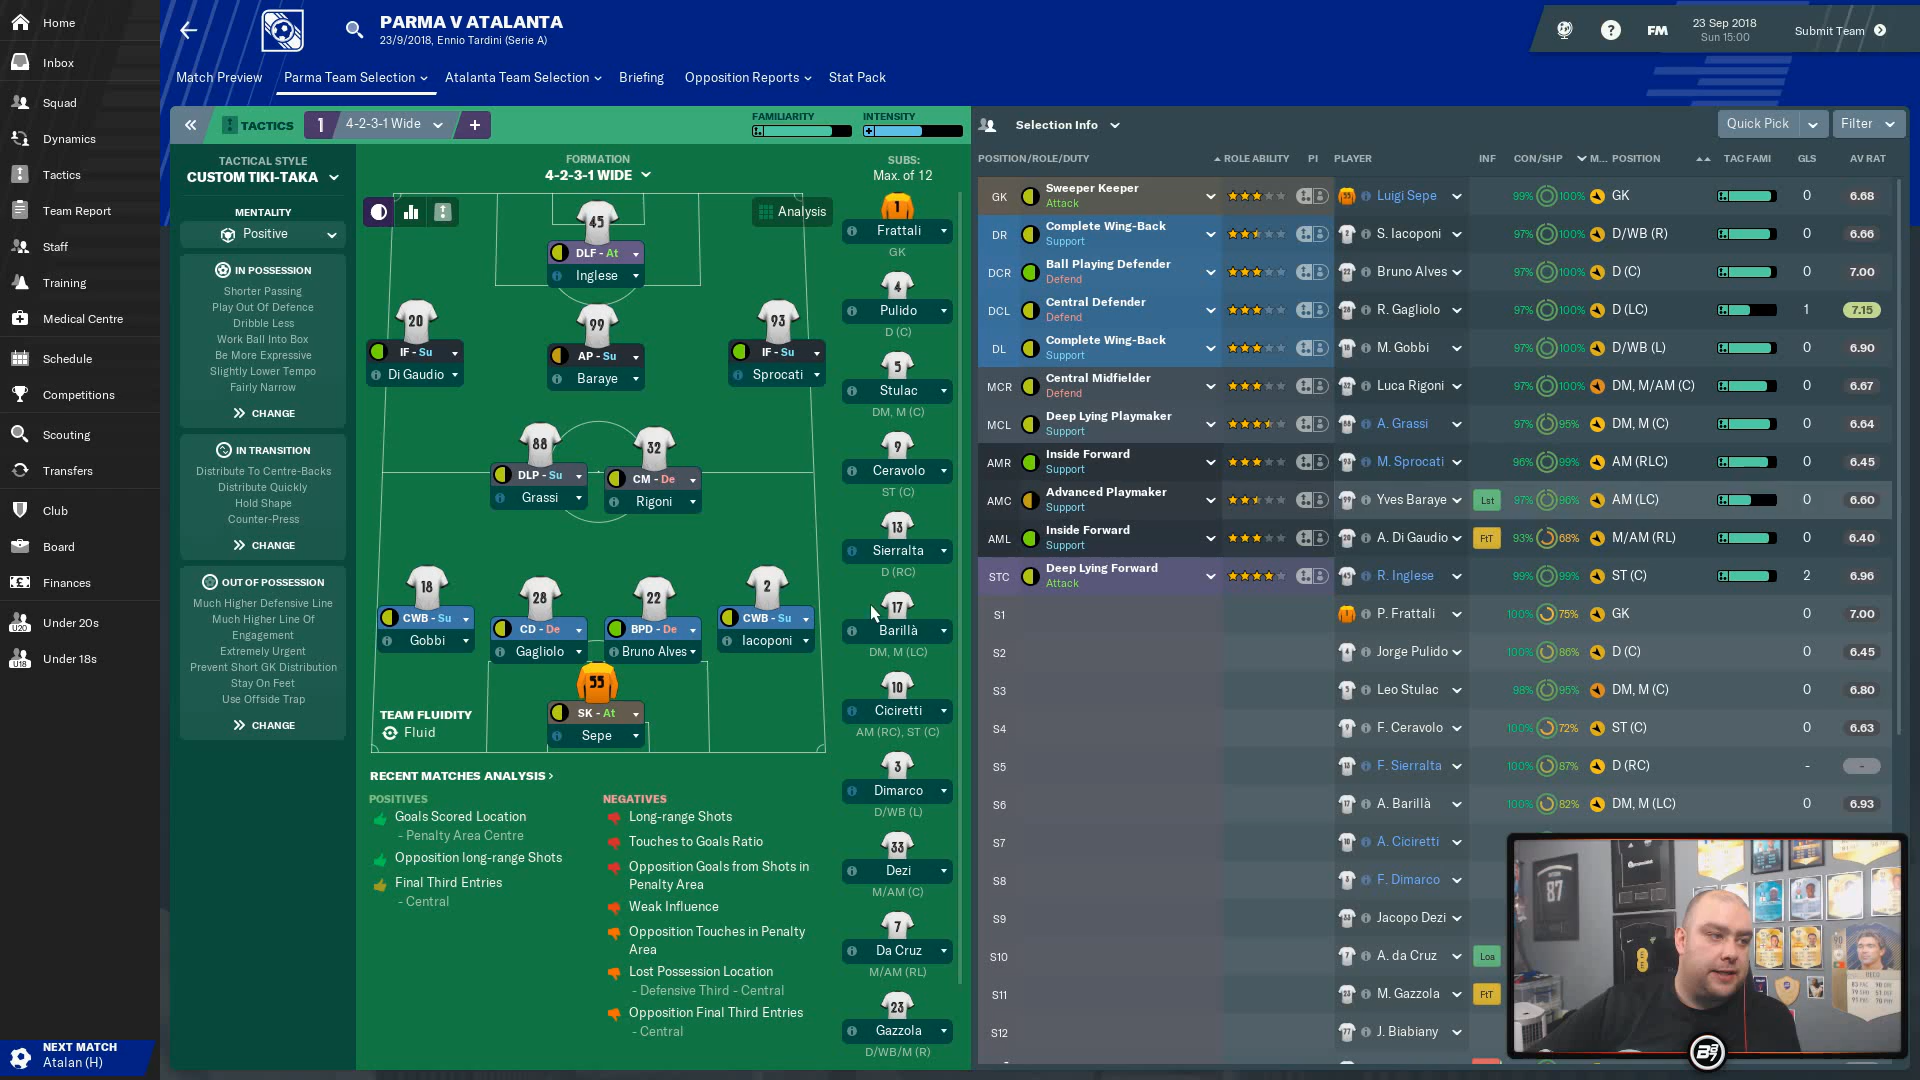 Home
Inbox
Squad
Dynamics
Tactics
Team Report
Staff
Training
Medical Centre
Schedule
Competitions
Scouting
Transfers
Club
Board
Finances
Under 20s
Under 18s
NEXT MATCH
Atalan (H)
PARMA V ATALANTA
23/9/2018, Ennio Tardini (Serie A)
FM
23 Sep 2018
Sun 15:00
Submit Team
Match Preview
Parma Team Selection
Atalanta Team Selection
Briefing
Opposition Reports
Stat Pack
TACTICS
1
4-2-3-1 Wide
+
FAMILIARITY
INTENSITY
TACTICAL STYLE
CUSTOM TIKI-TAKA
MENTALITY
Positive
IN POSSESSION
Shorter Passing
Play Out Of Defence
Dribble Less
Work Ball Into Box
Be More Expressive
Slightly Lower Tempo
Fairly Narrow
CHANGE
IN TRANSITION
Distribute To Centre-Backs
Distribute Quickly
Hold Shape
Counter-Press
CHANGE
OUT OF POSSESSION
Much Higher Defensive Line
Much Higher Line Of
Engagement
Extremely Urgent
Prevent Short GK Distribution
Stay On Feet
Use Offside Trap
CHANGE
FORMATION
4-2-3-1 WIDE
Analysis
45
DLF - At
Inglese
20
IF - Su
Di Gaudio
99
AP - Su
Baraye
93
IF - Su
Sprocati
88
DLP - Su
Grassi
32
CM - De
Rigoni
18
CWB - Su
Gobbi
28
CD - De
Gagliolo
22
BPD - De
Bruno Alves
2
CWB - Su
Iacoponi
55
SK - At
Sepe
TEAM FLUIDITY
Fluid
RECENT MATCHES ANALYSIS
POSITIVES
Goals Scored Location
- Penalty Area Centre
Opposition long-range Shots
Final Third Entries
- Central
NEGATIVES
Long-range Shots
Touches to Goals Ratio
Opposition Goals from Shots in
Penalty Area
Weak Influence
Opposition Touches in Penalty
Area
Lost Possession Location
- Defensive Third - Central
Opposition Final Third Entries
- Central
SUBS:
Max. of 12
1
Frattali
GK
4
Pulido
D (C)
5
Stulac
DM, M (C)
9
Ceravolo
ST (C)
13
Sierralta
D (RC)
17
Barillà
DM, M (LC)
10
Ciciretti
AM (RC), ST (C)
3
Dimarco
D/WB (L)
33
Dezi
M/AM (C)
7
Da Cruz
M/AM (RL)
23
Gazzola
D/WB/M (R)
Selection Info
Quick Pick
Filter
POSITION/ROLE/DUTY ROLE ABILITY PI PLAYER INF CON/SHP M... POSITION TAC FAMI GLS AV RAT
GK Sweeper Keeper Attack Luigi Sepe 99% 100% GK 0 6.68
DR Complete Wing-Back Support S. Iacoponi 97% 100% D/WB (R) 0 6.66
DCR Ball Playing Defender Defend Bruno Alves 97% 100% D (C) 0 7.00
DCL Central Defender Defend R. Gagliolo 97% 100% D (LC) 1 7.15
DL Complete Wing-Back Support M. Gobbi 97% 100% D/WB (L) 0 6.90
MCR Central Midfielder Defend Luca Rigoni 97% 100% DM, M/AM (C) 0 6.67
MCL Deep Lying Playmaker Support A. Grassi 97% 95% DM, M (C) 0 6.64
AMR Inside Forward Support M. Sprocati 96% 99% AM (RLC) 0 6.45
AMC Advanced Playmaker Support Yves Baraye Lst 97% 96% AM (LC) 0 6.60
AML Inside Forward Support A. Di Gaudio FtT 93% 68% M/AM (RL) 0 6.40
STC Deep Lying Forward Attack R. Inglese 99% 99% ST (C) 2 6.96
S1 P. Frattali 100% 75% GK 0 7.00
S2 Jorge Pulido 100% 86% D (C) 0 6.45
S3 Leo Stulac 98% 95% DM, M (C) 0 6.80
S4 F. Ceravolo 100% 72% ST (C) 0 6.63
S5 F. Sierralta 100% 87% D (RC) - -
S6 A. Barillà 100% 82% DM, M (LC) 0 6.93
S7 A. Ciciretti
S8 F. Dimarco
S9 Jacopo Dezi
S10 A. da Cruz Loa
S11 M. Gazzola FtT
S12 J. Biabiany
87